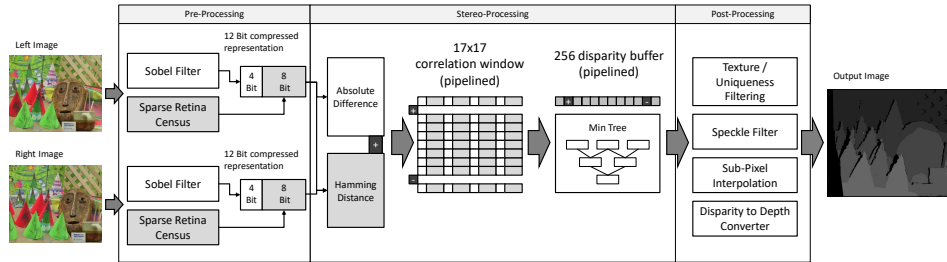 Pre-Processing
Stereo-Processing
Post-Processing
Left Image
12 Bit compressed
representation
Sobel Filter
4
Bit
8
Bit
Sparse Retina
Census
Right Image
12 Bit compressed
representation
Sobel Filter
4
Bit
8
Bit
Sparse Retina
Census
Absolute
Difference
+
Hamming
Distance
17x17
correlation window
(pipelined)
+
-
256 disparity buffer
(pipelined)
+
-
Min Tree
Texture /
Uniqueness
Filtering
Speckle Filter
Sub-Pixel
Interpolation
Disparity to Depth
Converter
Output Image